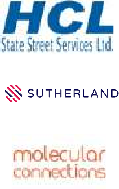 HCL
State Street Services Ltd.
SUTHERLAND
molecular
connections